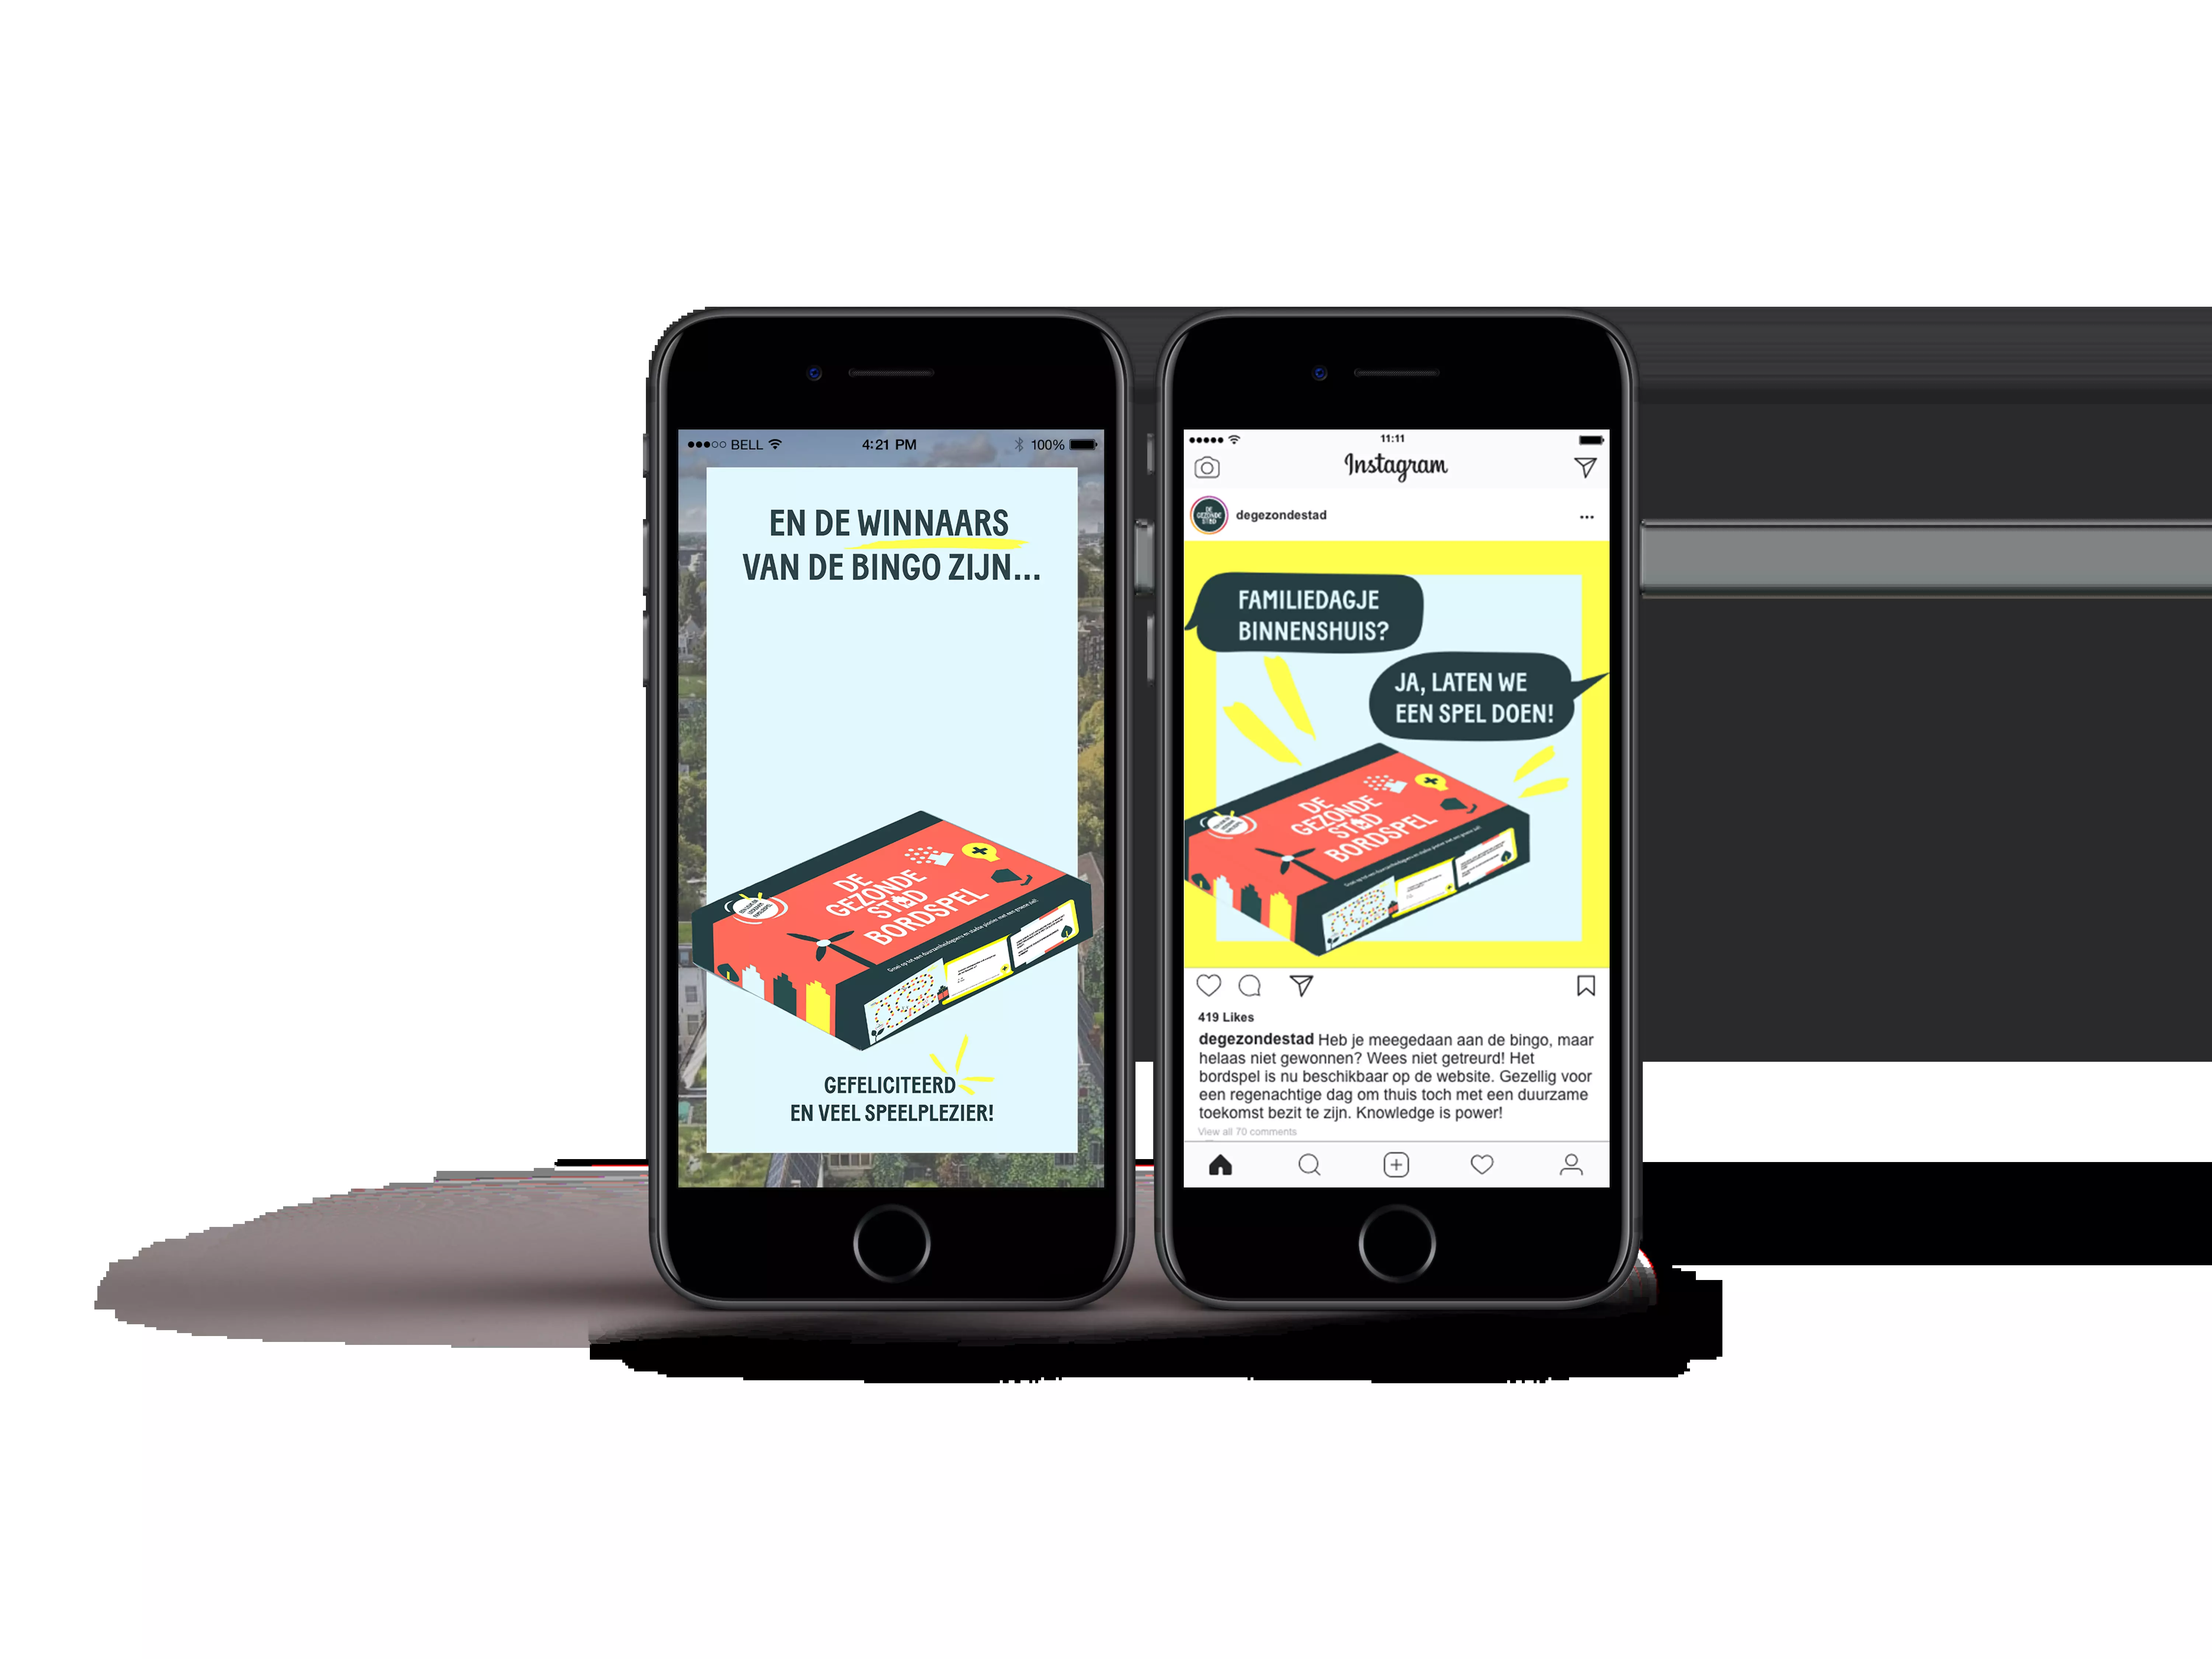 BELL
4:21 PM
100%
EN DE WINNAARS
VAN DE BINGO ZIJN...
DE
GEZONDE
STAD
BORDSPEL
GEFELICITEERD
EN VEEL SPEELPLEZIER!
11:11
Instagram
DE
GEZONDE
STAD
degezondestad
...
FAMILIEDAGJE
BINNENSHUIS?
JA, LATEN WE
EEN SPEL DOEN!
DE
GEZONDE
STAD
BORDSPEL
419 Likes
degezondestad Heb je meegedaan aan de bingo, maar
helaas niet gewonnen? Wees niet getreurd! Het
bordspel is nu beschikbaar op de website. Gezellig voor
een regenachtige dag om thuis toch met een duurzame
toekomst bezit te zijn. Knowledge is power!
View all 70 comments